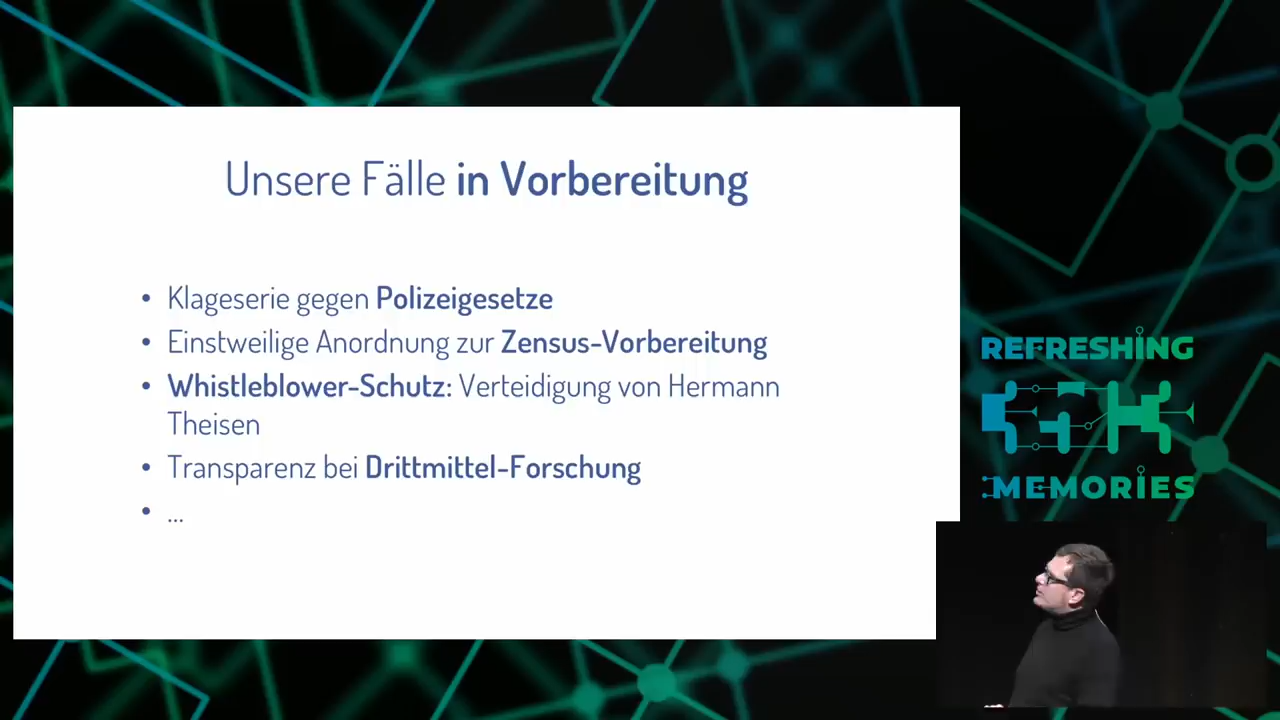 Unsere Fälle in Vorbereitung
• Klageserie gegen Polizeigesetze
• Einstweilige Anordnung zur Zensus-Vorbereitung
• Whistleblower-Schutz: Verteidigung von Hermann
Theisen
• Transparenz bei Drittmittel-Forschung
• ...
REFRESHING
35C3
MEMORIES